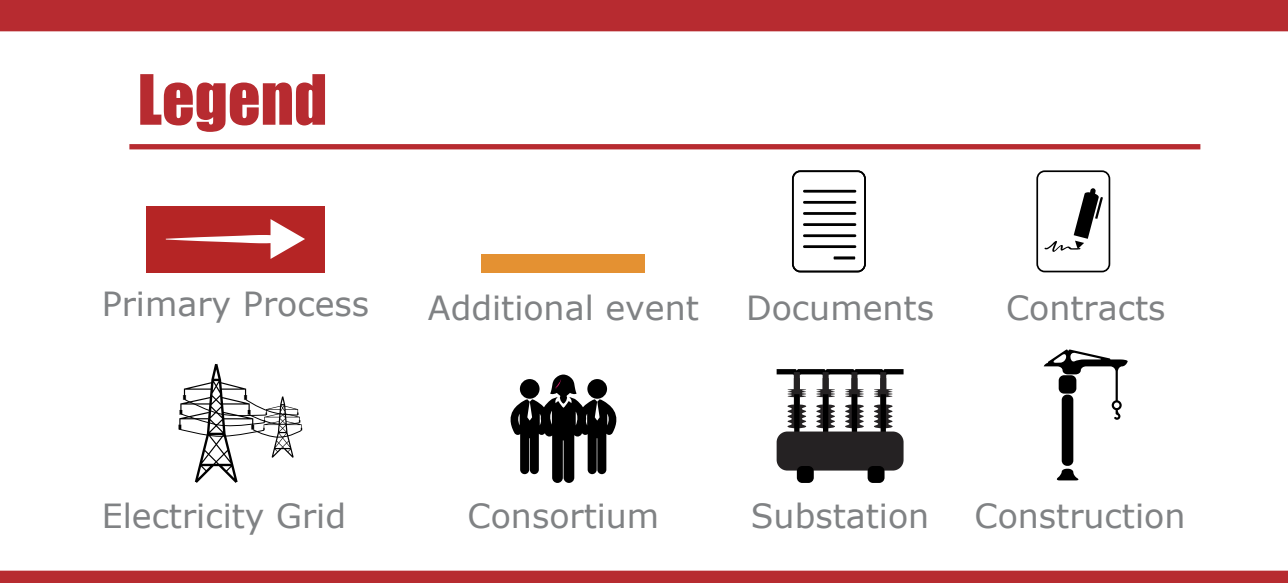 Legend
Primary Process
Additional event
Documents
Contracts
Electricity Grid
Consortium
Substation
Construction